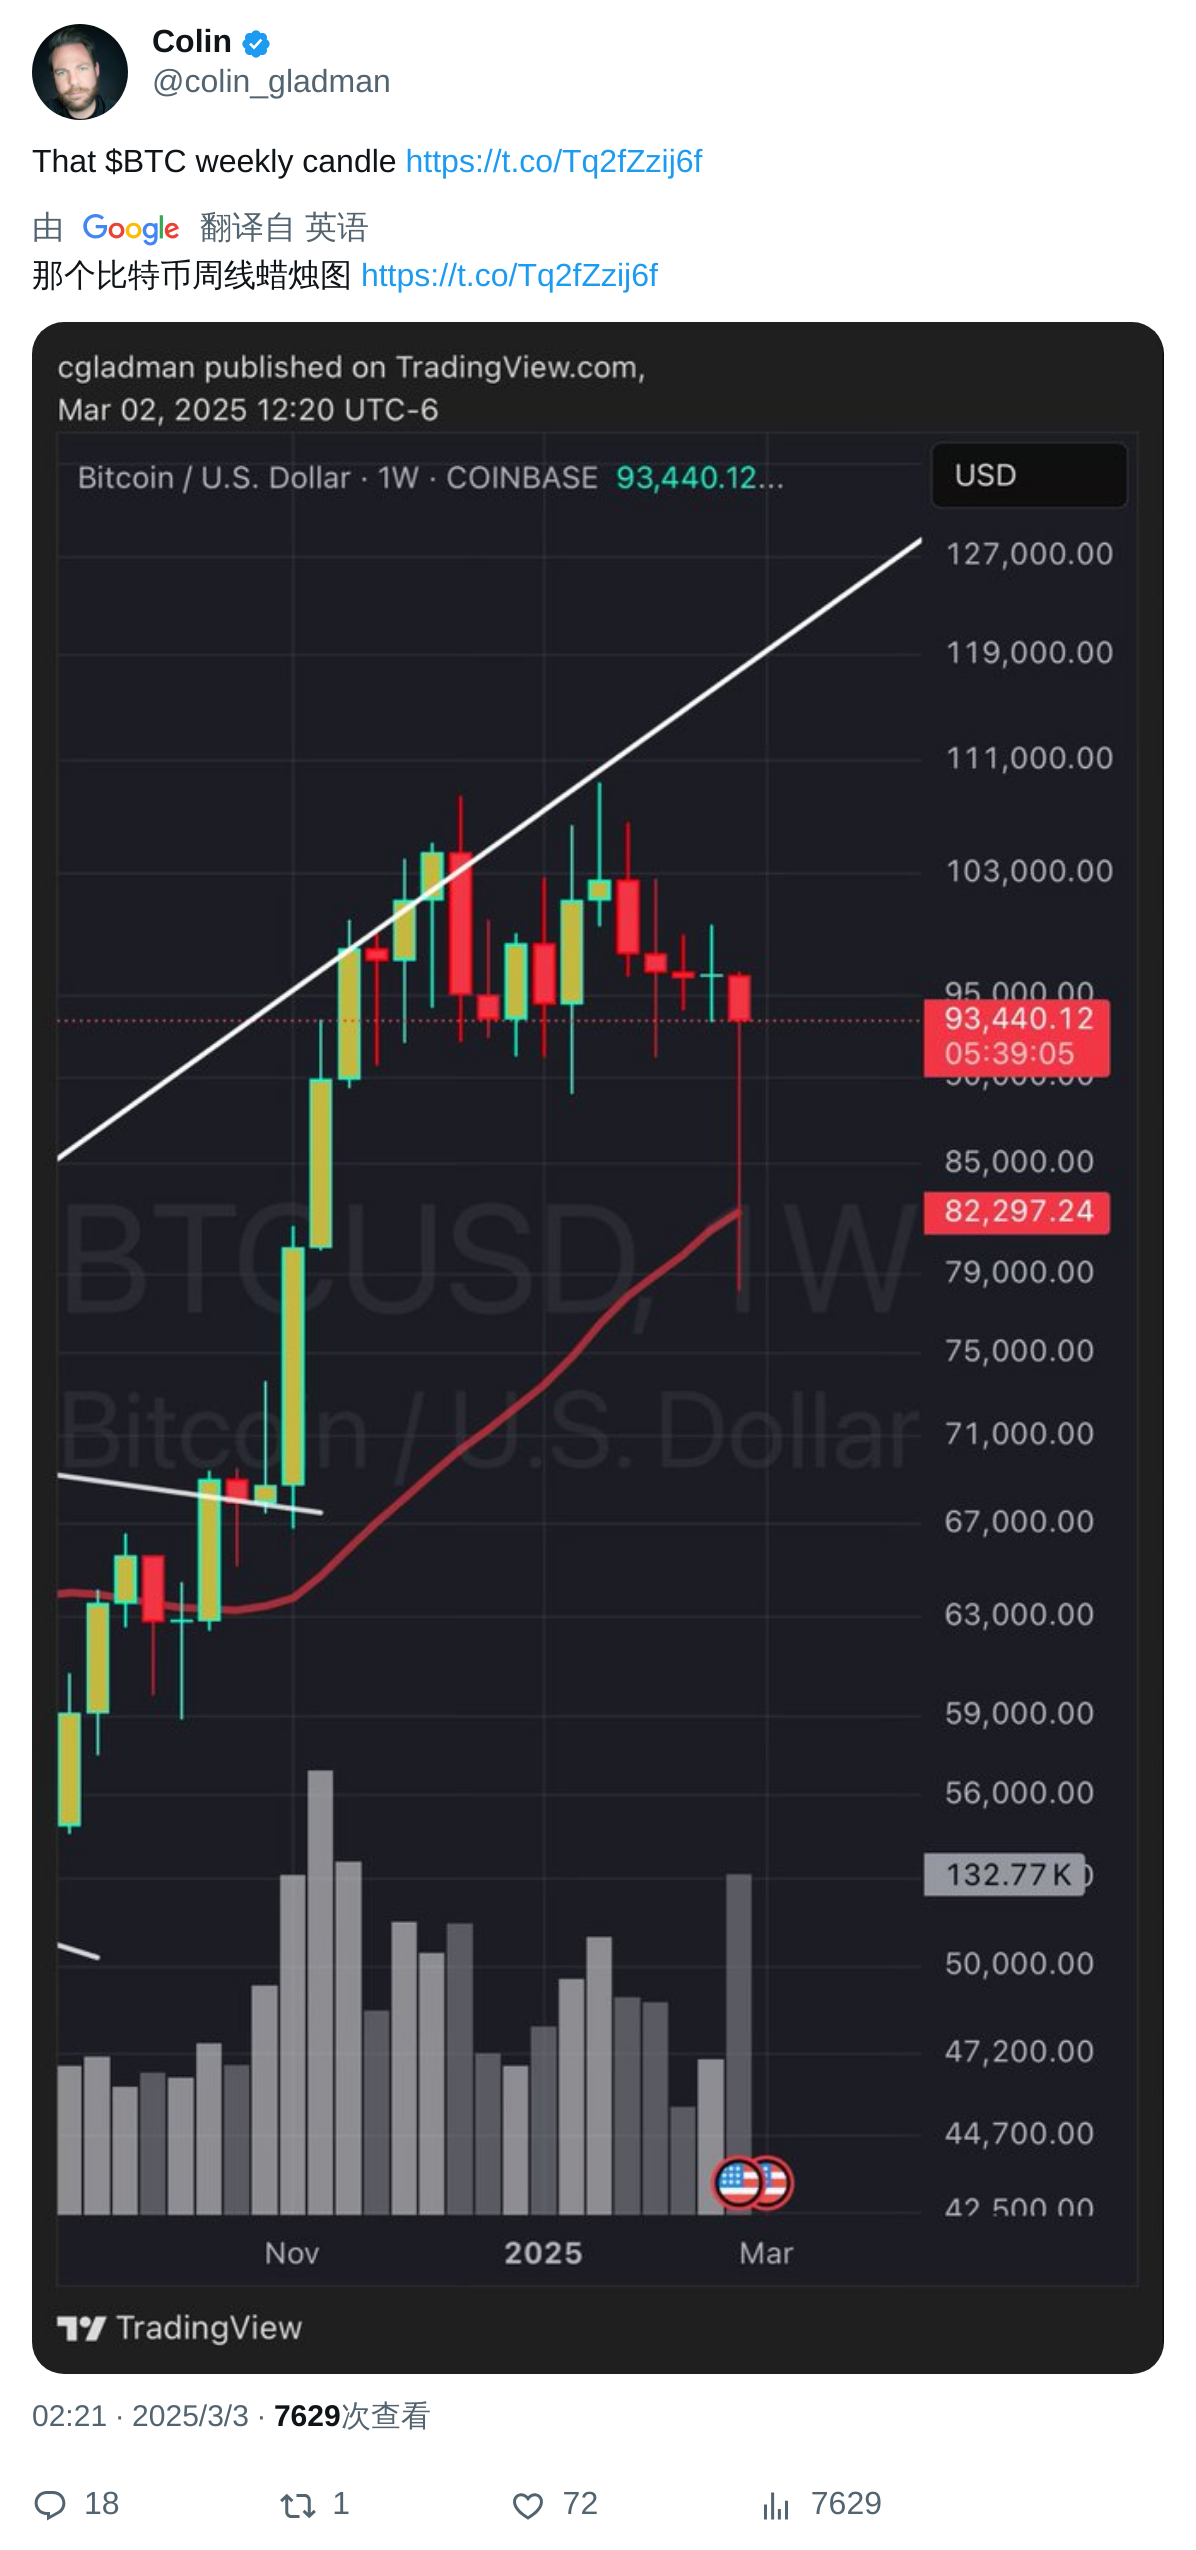 Colin
@colin_gladman
That $BTC weekly candle https://t.co/Tq2fZzij6f
由 Google 翻译自 英语
那个比特币周线蜡烛图 https://t.co/Tq2fZzij6f
cgladman published on TradingView.com,
Mar 02, 2025 12:20 UTC-6
Bitcoin / U.S. Dollar · 1W · COINBASE 93,440.12...
USD
127,000.00
119,000.00
111,000.00
103,000.00
95,000.00
93,440.12
05:39:05
90,000.00
85,000.00
BTCUSD, 1W
82,297.24
79,000.00
75,000.00
Bitcoin / U.S. Dollar
71,000.00
67,000.00
63,000.00
59,000.00
56,000.00
132.77K
50,000.00
47,200.00
44,700.00
42,500.00
Nov 2025 Mar
TradingView
02:21 · 2025/3/3 · 7629次查看
18 1 72 7629